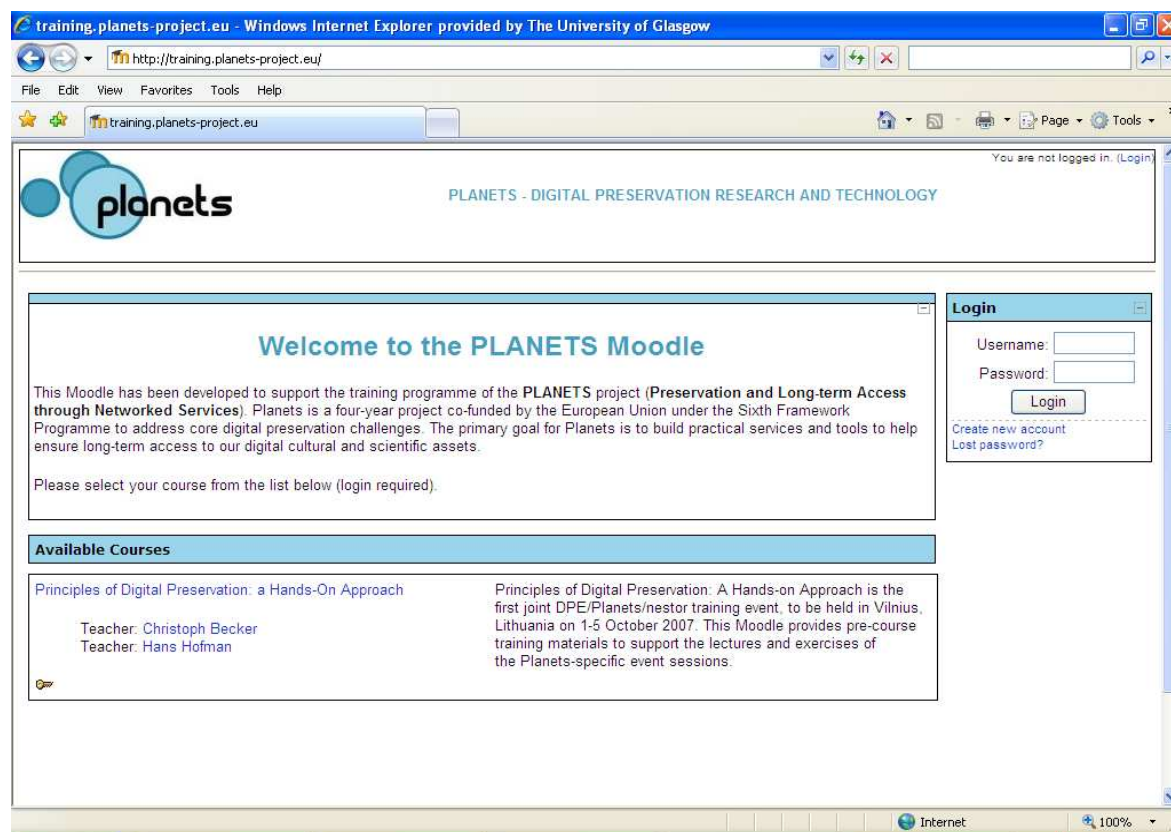 training.planets-project.eu - Windows Internet Explorer provided by The University of Glasgow
http://training.planets-project.eu/
File Edit View Favorites Tools Help
training.planets-project.eu
Page Tools
You are not logged in. (Login)
planets
PLANETS - DIGITAL PRESERVATION RESEARCH AND TECHNOLOGY
Welcome to the PLANETS Moodle
This Moodle has been developed to support the training programme of the PLANETS project (Preservation and Long-term Access
through Networked Services). Planets is a four-year project co-funded by the European Union under the Sixth Framework
Programme to address core digital preservation challenges. The primary goal for Planets is to build practical services and tools to help
ensure long-term access to our digital cultural and scientific assets.
Please select your course from the list below (login required).
Login
Username:
Password:
Login
Create new account
Lost password?
Available Courses
Principles of Digital Preservation: a Hands-On Approach
Teacher: Christoph Becker
Teacher: Hans Hofman
Principles of Digital Preservation: A Hands-on Approach is the
first joint DPE/Planets/nestor training event, to be held in Vilnius,
Lithuania on 1-5 October 2007. This Moodle provides pre-course
training materials to support the lectures and exercises of
the Planets-specific event sessions.
Internet
100%